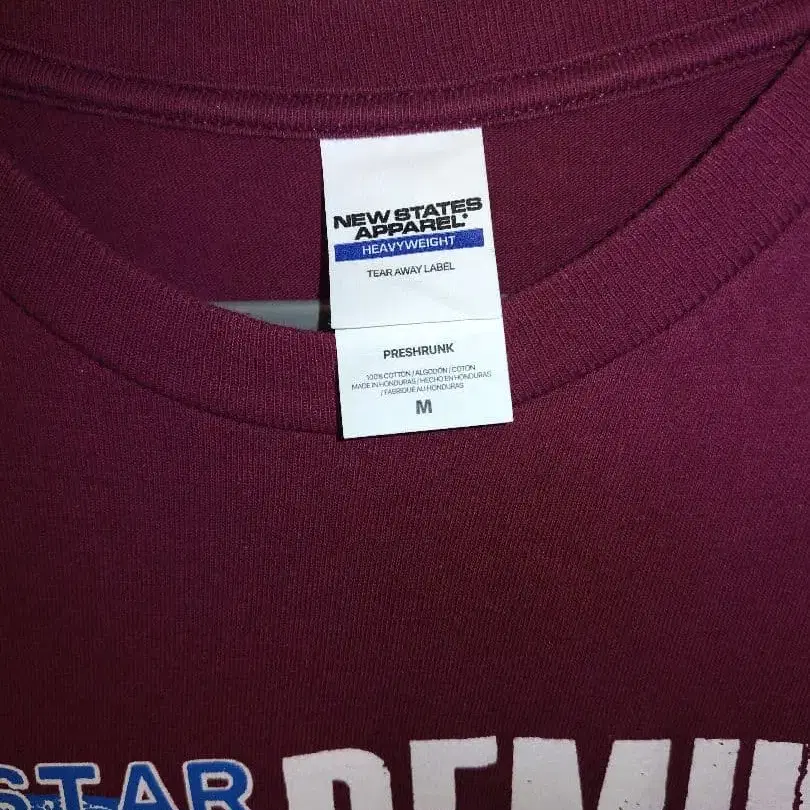 NEW STATES
APPAREL
HEAVYWEIGHT
TEAR AWAY LABEL
PRESHRUNK
100% COTTON / ALGODÓN / COTON
MADE IN HONDURAS / HECHO EN HONDURAS
/ FABRIQUE AU HONDURAS
M
STAR